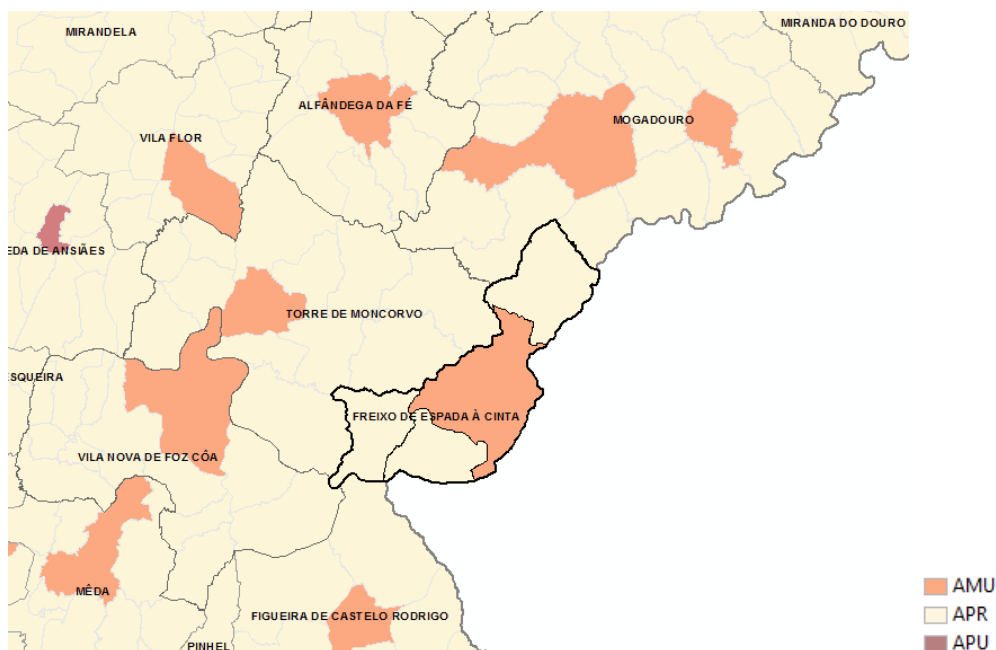 MIRANDA DO DOURO
MIRANDELA
ALFÂNDEGA DA FÉ
MOGADOURO
VILA FLOR
EDA DE ANSIÃES
TORRE DE MONCORVO
ESQUEIRA
FREIXO DE ESPADA À CINTA
VILA NOVA DE FOZ CÔA
MÊDA
FIGUEIRA DE CASTELO RODRIGO
PINHEL
AMU
APR
APU